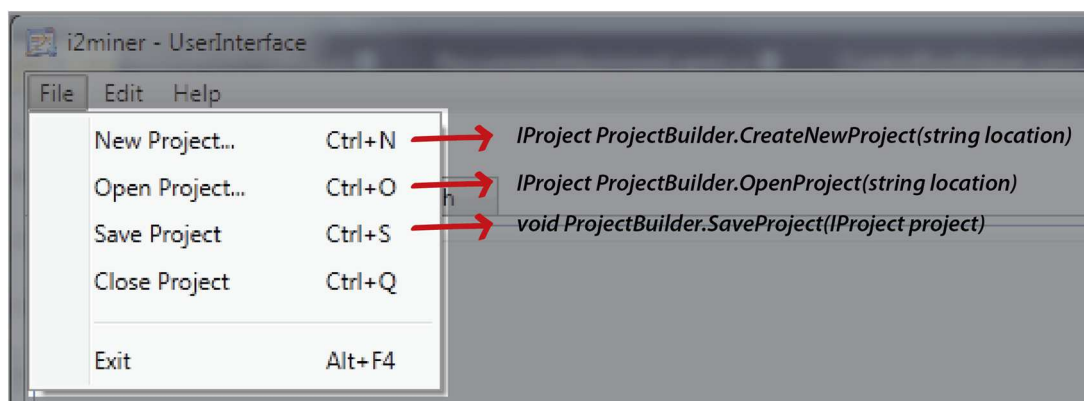 i2miner - UserInterface
File Edit Help
New Project... Ctrl+N IProject ProjectBuilder.CreateNewProject(string location)
Open Project... Ctrl+O IProject ProjectBuilder.OpenProject(string location)
h
Save Project Ctrl+S void ProjectBuilder.SaveProject(IProject project)
Close Project Ctrl+Q
Exit Alt+F4